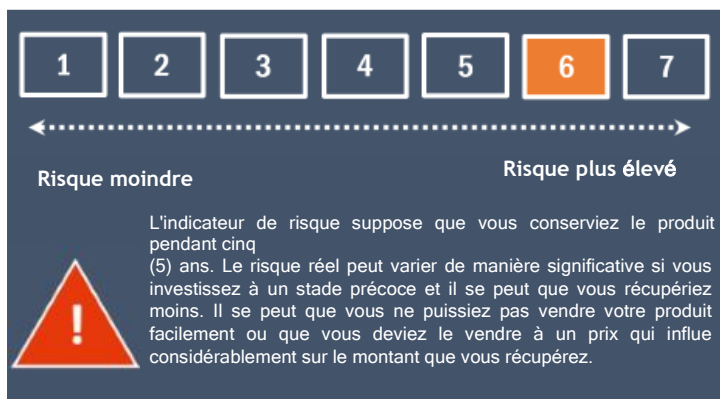 1 2 3 4 5 6 7
Risque moindre
Risque plus élevé
L'indicateur de risque suppose que vous conserviez le produit
pendant cinq
(5) ans. Le risque réel peut varier de manière significative si vous
investissez à un stade précoce et il se peut que vous récupériez
moins. Il se peut que vous ne puissiez pas vendre votre produit
facilement ou que vous deviez le vendre à un prix qui influe
considérablement sur le montant que vous récupérez.
!